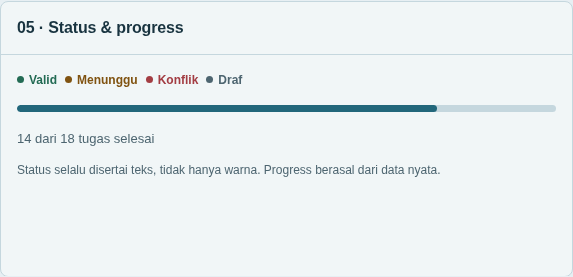 05 · Status & progress
Valid Menunggu Konflik Draf
14 dari 18 tugas selesai
Status selalu disertai teks, tidak hanya warna. Progress berasal dari data nyata.